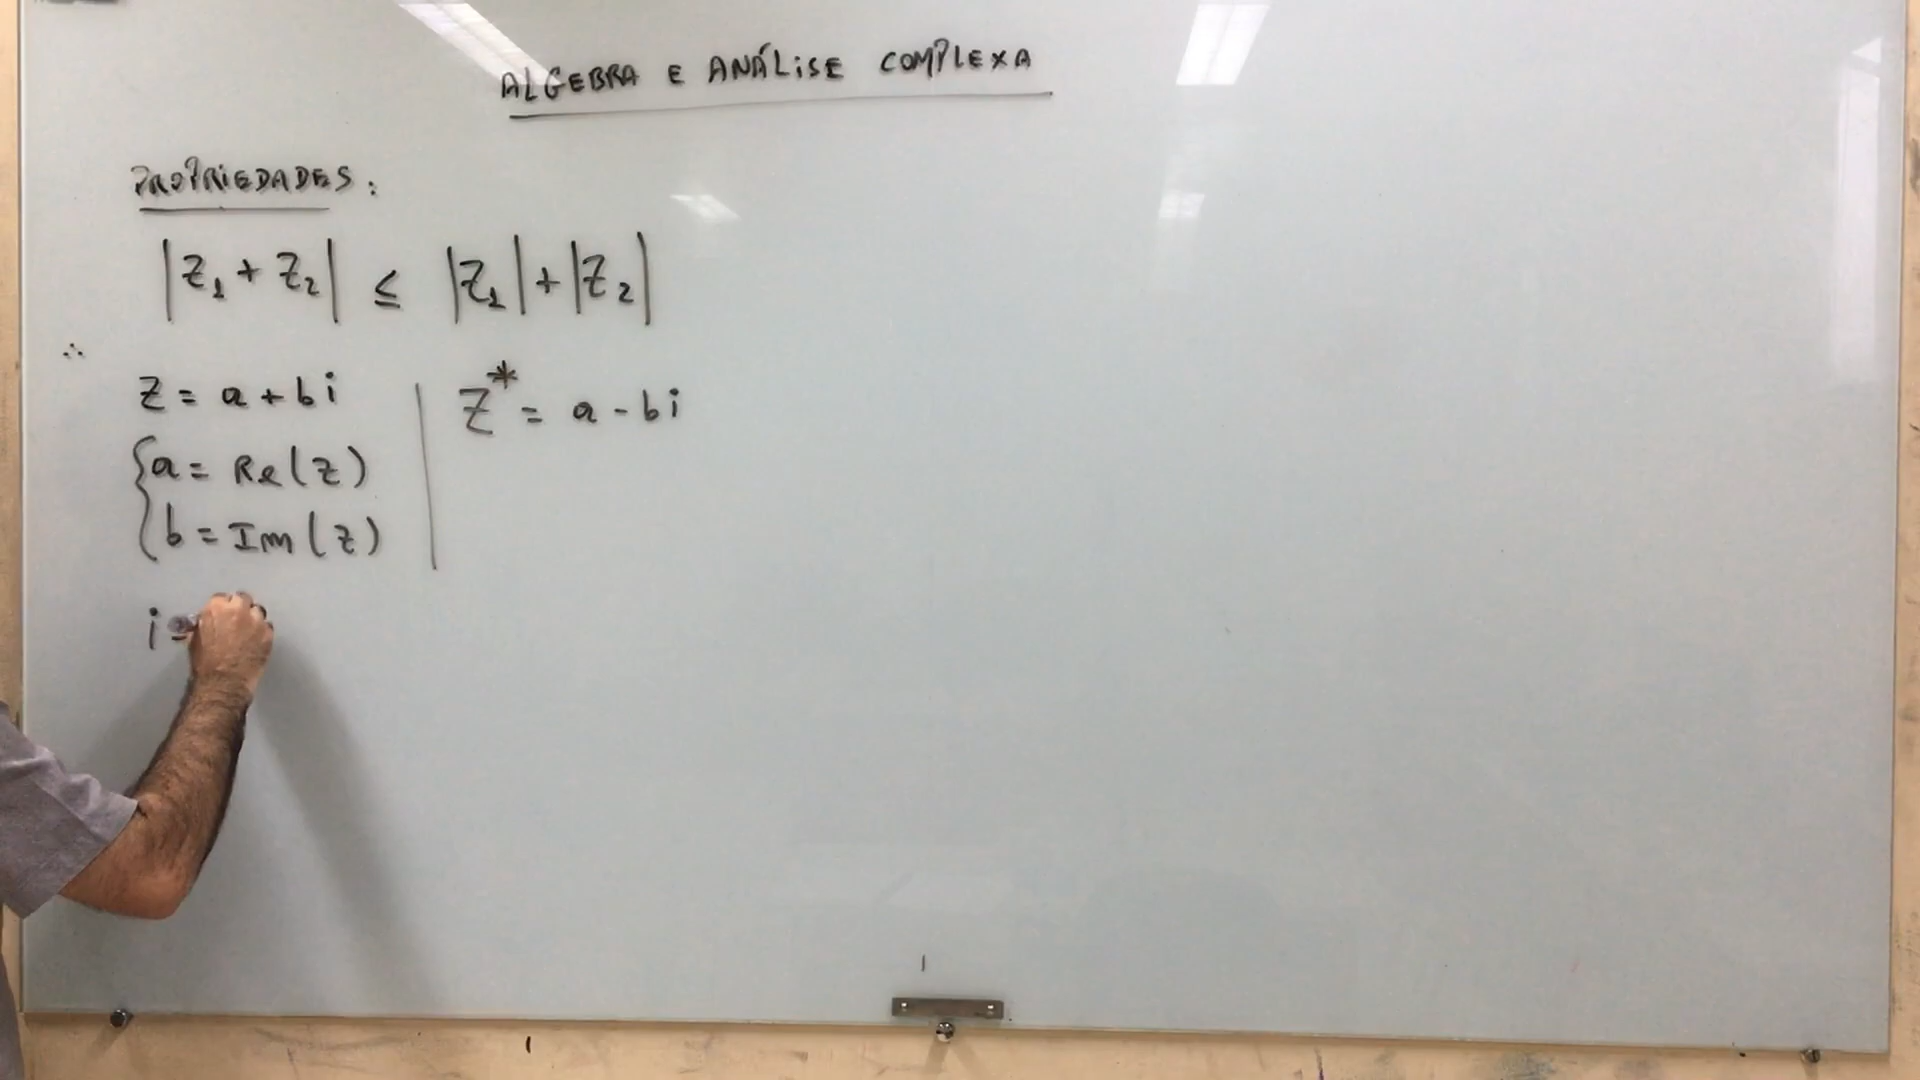 ALGEBRA E ANÁLISE COMPLEXA
PROPRIEDADES:
|z₁ + z₂| ≤ |z₁| + |z₂|
∴
z = a + bi | z* = a - bi
{a = Re(z)
{b = Im(z)
i =